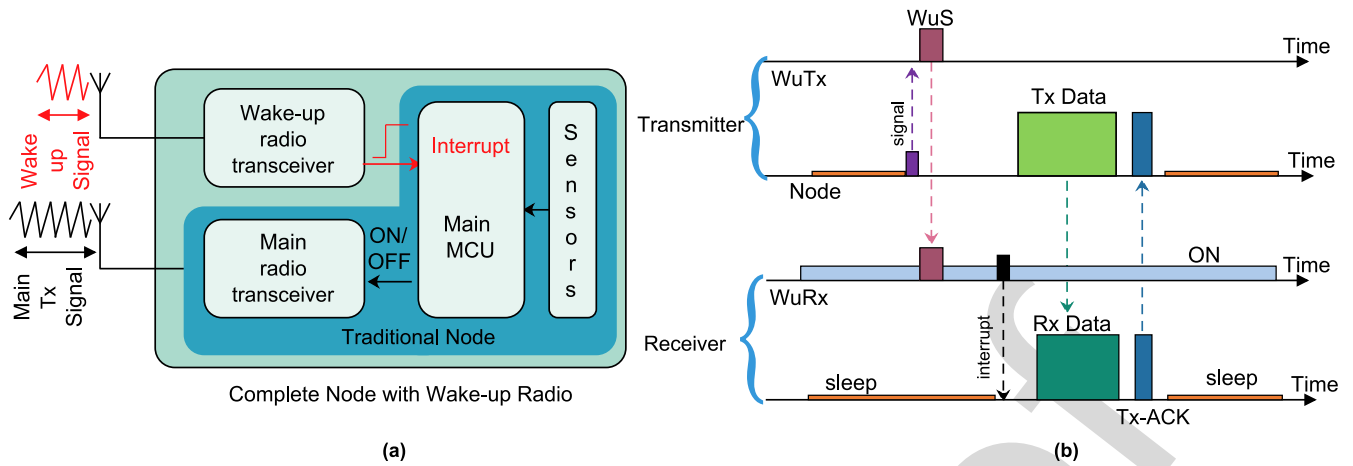 Wake
up
Signal
Main
Tx
Signal
Wake-up
radio
transceiver
Interrupt
Main
MCU
Sensors
Main
radio
transceiver
ON/
OFF
Traditional Node
Complete Node with Wake-up Radio
(a)
WuS
Time
WuTx
Transmitter
signal
Tx Data
Time
Node
ON
Time
WuRx
Receiver
interrupt
Rx Data
sleep
sleep
Time
Tx-ACK
(b)